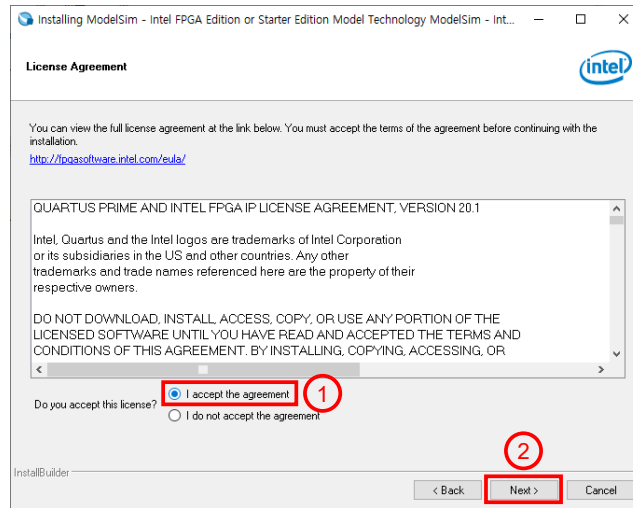 Installing ModelSim - Intel FPGA Edition or Starter Edition Model Technology ModelSim - Int...
License Agreement
intel
You can view the full license agreement at the link below. You must accept the terms of the agreement before continuing with the
installation.
http://fpgasoftware.intel.com/eula/
QUARTUS PRIME AND INTEL FPGA IP LICENSE AGREEMENT, VERSION 20.1
Intel, Quartus and the Intel logos are trademarks of Intel Corporation
or its subsidiaries in the US and other countries. Any other
trademarks and trade names referenced here are the property of their
respective owners.
DO NOT DOWNLOAD, INSTALL, ACCESS, COPY, OR USE ANY PORTION OF THE
LICENSED SOFTWARE UNTIL YOU HAVE READ AND ACCEPTED THE TERMS AND
CONDITIONS OF THIS AGREEMENT. BY INSTALLING, COPYING, ACCESSING, OR
Do you accept this license?
I accept the agreement
1
I do not accept the agreement
2
InstallBuilder
< Back
Next >
Cancel